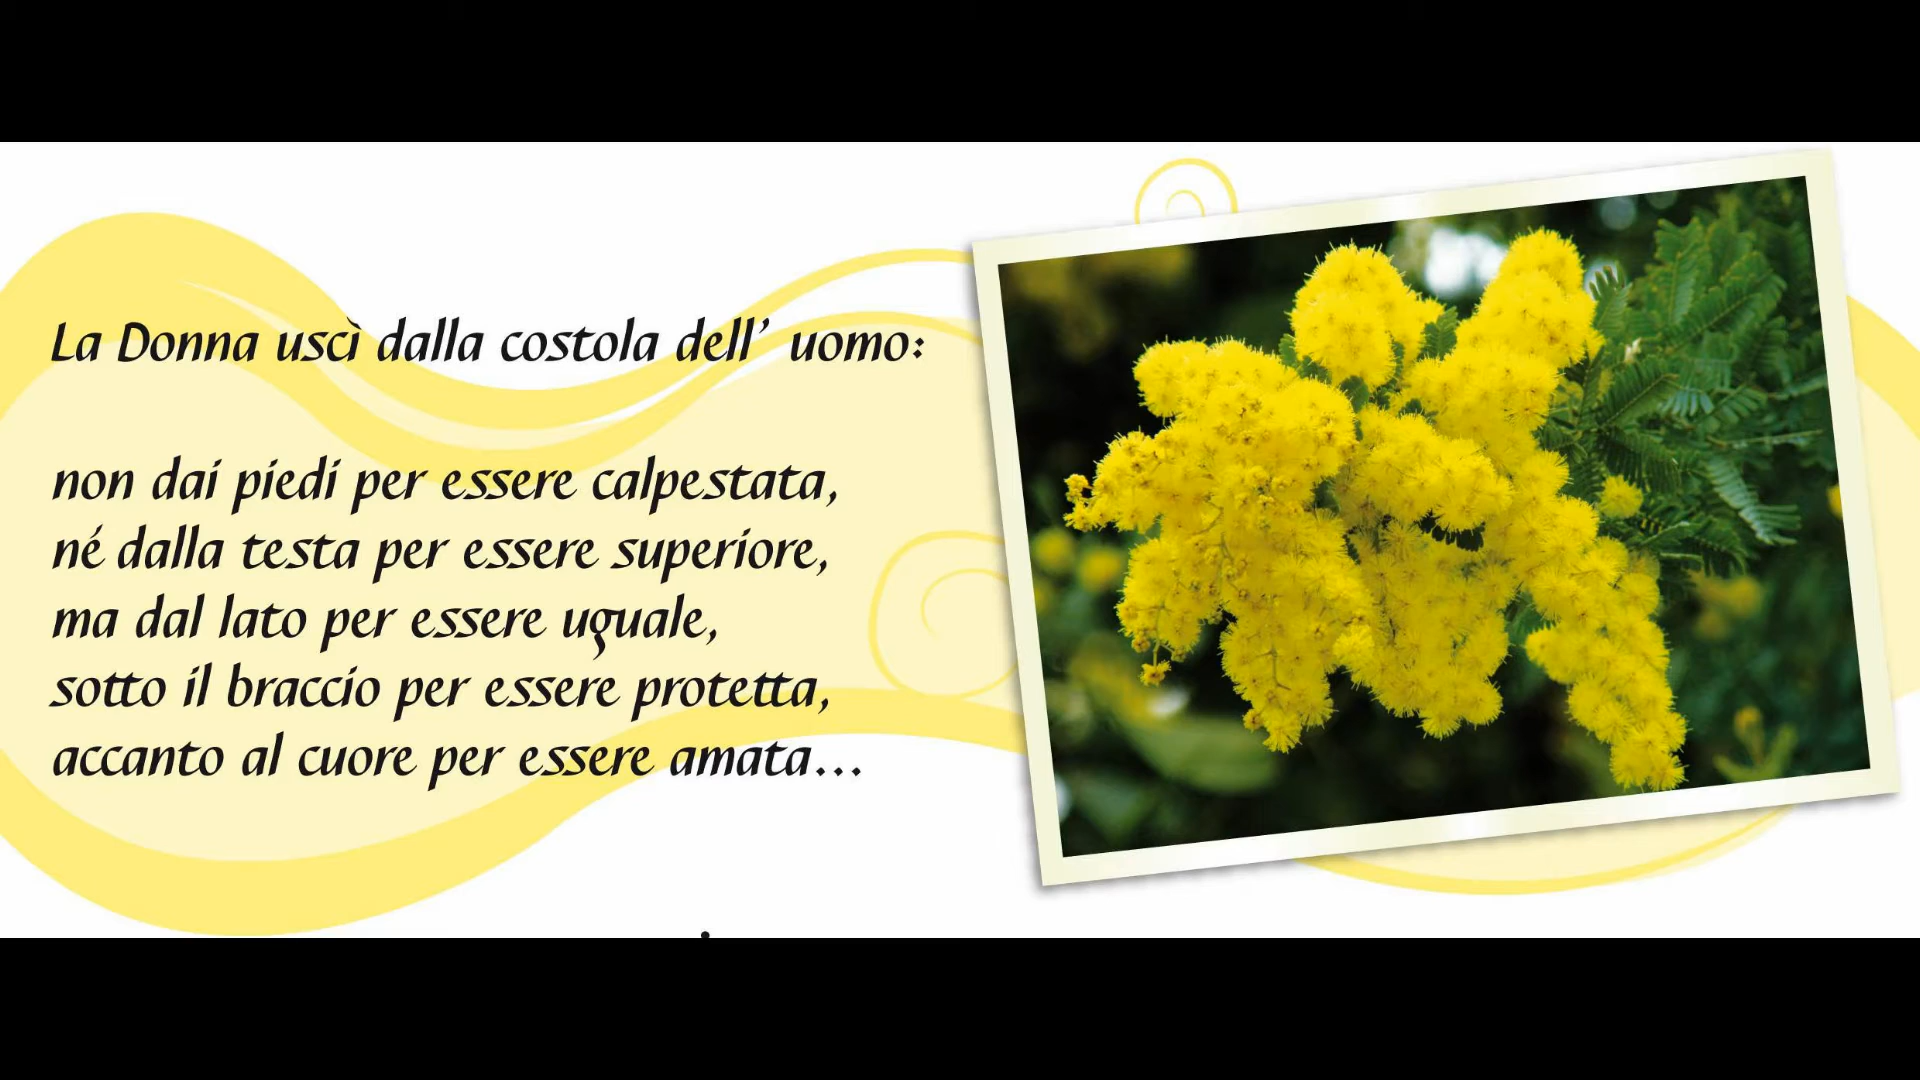 La Donna uscì dalla costola dell’ uomo:
non dai piedi per essere calpestata,
né dalla testa per essere superiore,
ma dal lato per essere uguale,
sotto il braccio per essere protetta,
accanto al cuore per essere amata...